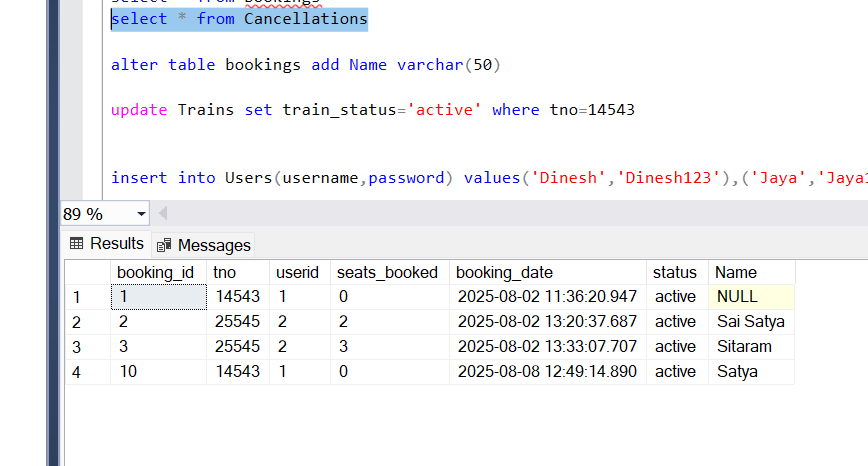 select * from Bookings
select * from Cancellations
alter table bookings add Name varchar(50)
update Trains set train_status='active' where tno=14543
insert into Users(username,password) values('Dinesh','Dinesh123'),('Jaya','Jaya1
89 %
Results Messages
booking_id tno userid seats_booked booking_date status Name
1 1 14543 1 0 2025-08-02 11:36:20.947 active NULL
2 2 25545 2 2 2025-08-02 13:20:37.687 active Sai Satya
3 3 25545 2 3 2025-08-02 13:33:07.707 active Sitaram
4 10 14543 1 0 2025-08-08 12:49:14.890 active Satya